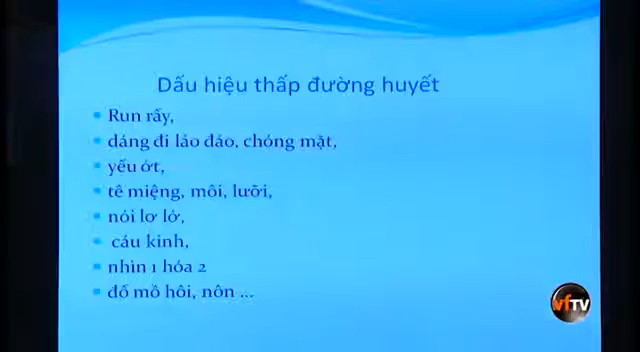 Dấu hiệu thấp đường huyết
Run rẩy,
dáng đi lảo đảo, chóng mặt,
yếu ớt,
tê miệng, môi, lưỡi,
nói lơ lớ,
cáu kỉnh,
nhìn 1 hóa 2
đổ mồ hôi, nôn ...
vfTV